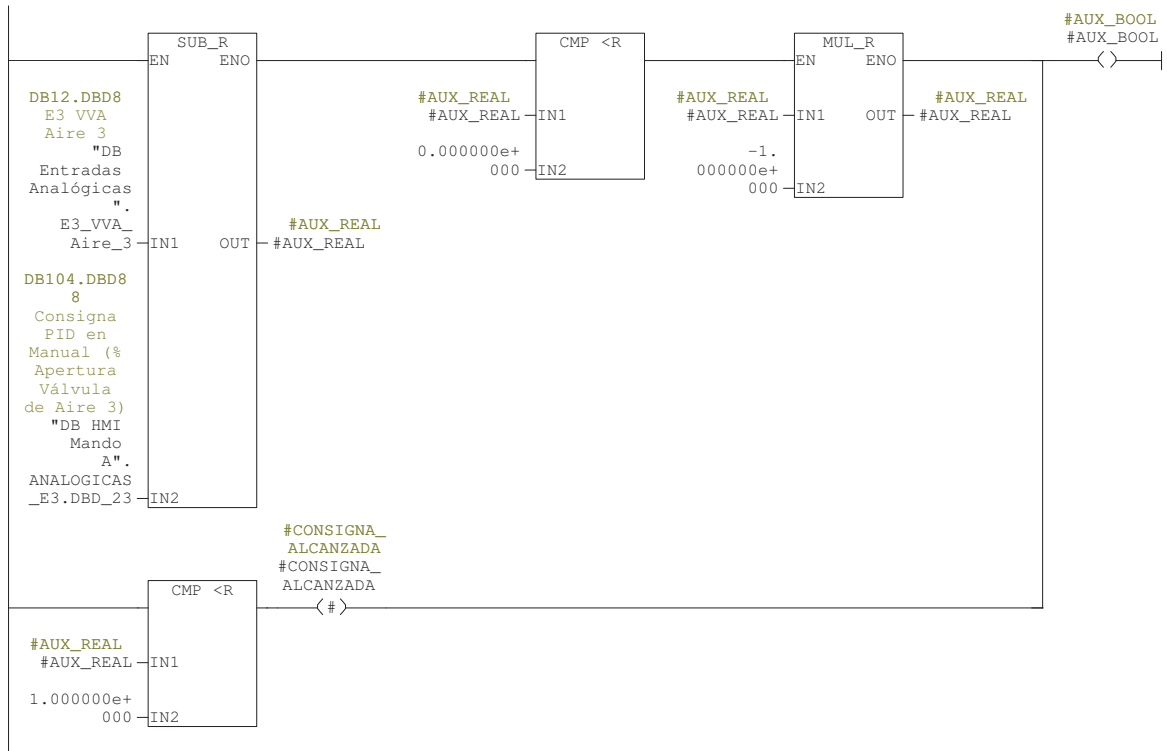 #AUX_BOOL
#AUX_BOOL
SUB_R
EN ENO
CMP <R
MUL_R
EN ENO
DB12.DBD8
E3 VVA
Aire 3
"DB
Entradas
Analógicas
".
E3_VVA_
Aire_3
IN1 OUT
#AUX_REAL
#AUX_REAL
#AUX_REAL
#AUX_REAL
IN1
0.000000e+
000
IN2
#AUX_REAL
#AUX_REAL
IN1 OUT
#AUX_REAL
#AUX_REAL
-1.
000000e+
000
IN2
DB104.DBD8
8
Consigna
PID en
Manual (%
Apertura
Válvula
de Aire 3)
"DB HMI
Mando
A".
ANALOGICAS
_E3.DBD_23
IN2
#CONSIGNA_
ALCANZADA
#CONSIGNA_
ALCANZADA
#
CMP <R
#AUX_REAL
#AUX_REAL
IN1
1.000000e+
000
IN2